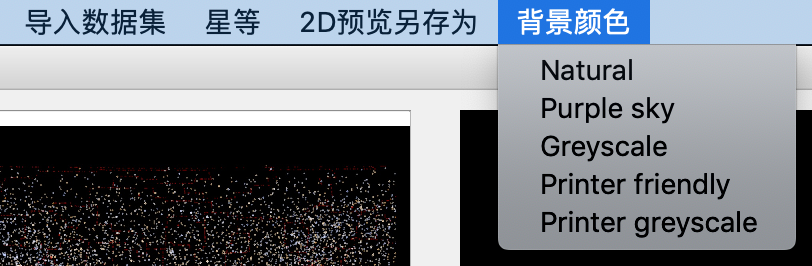 导入数据集 星等 2D预览另存为 背景颜色
Natural
Purple sky
Greyscale
Printer friendly
Printer greyscale